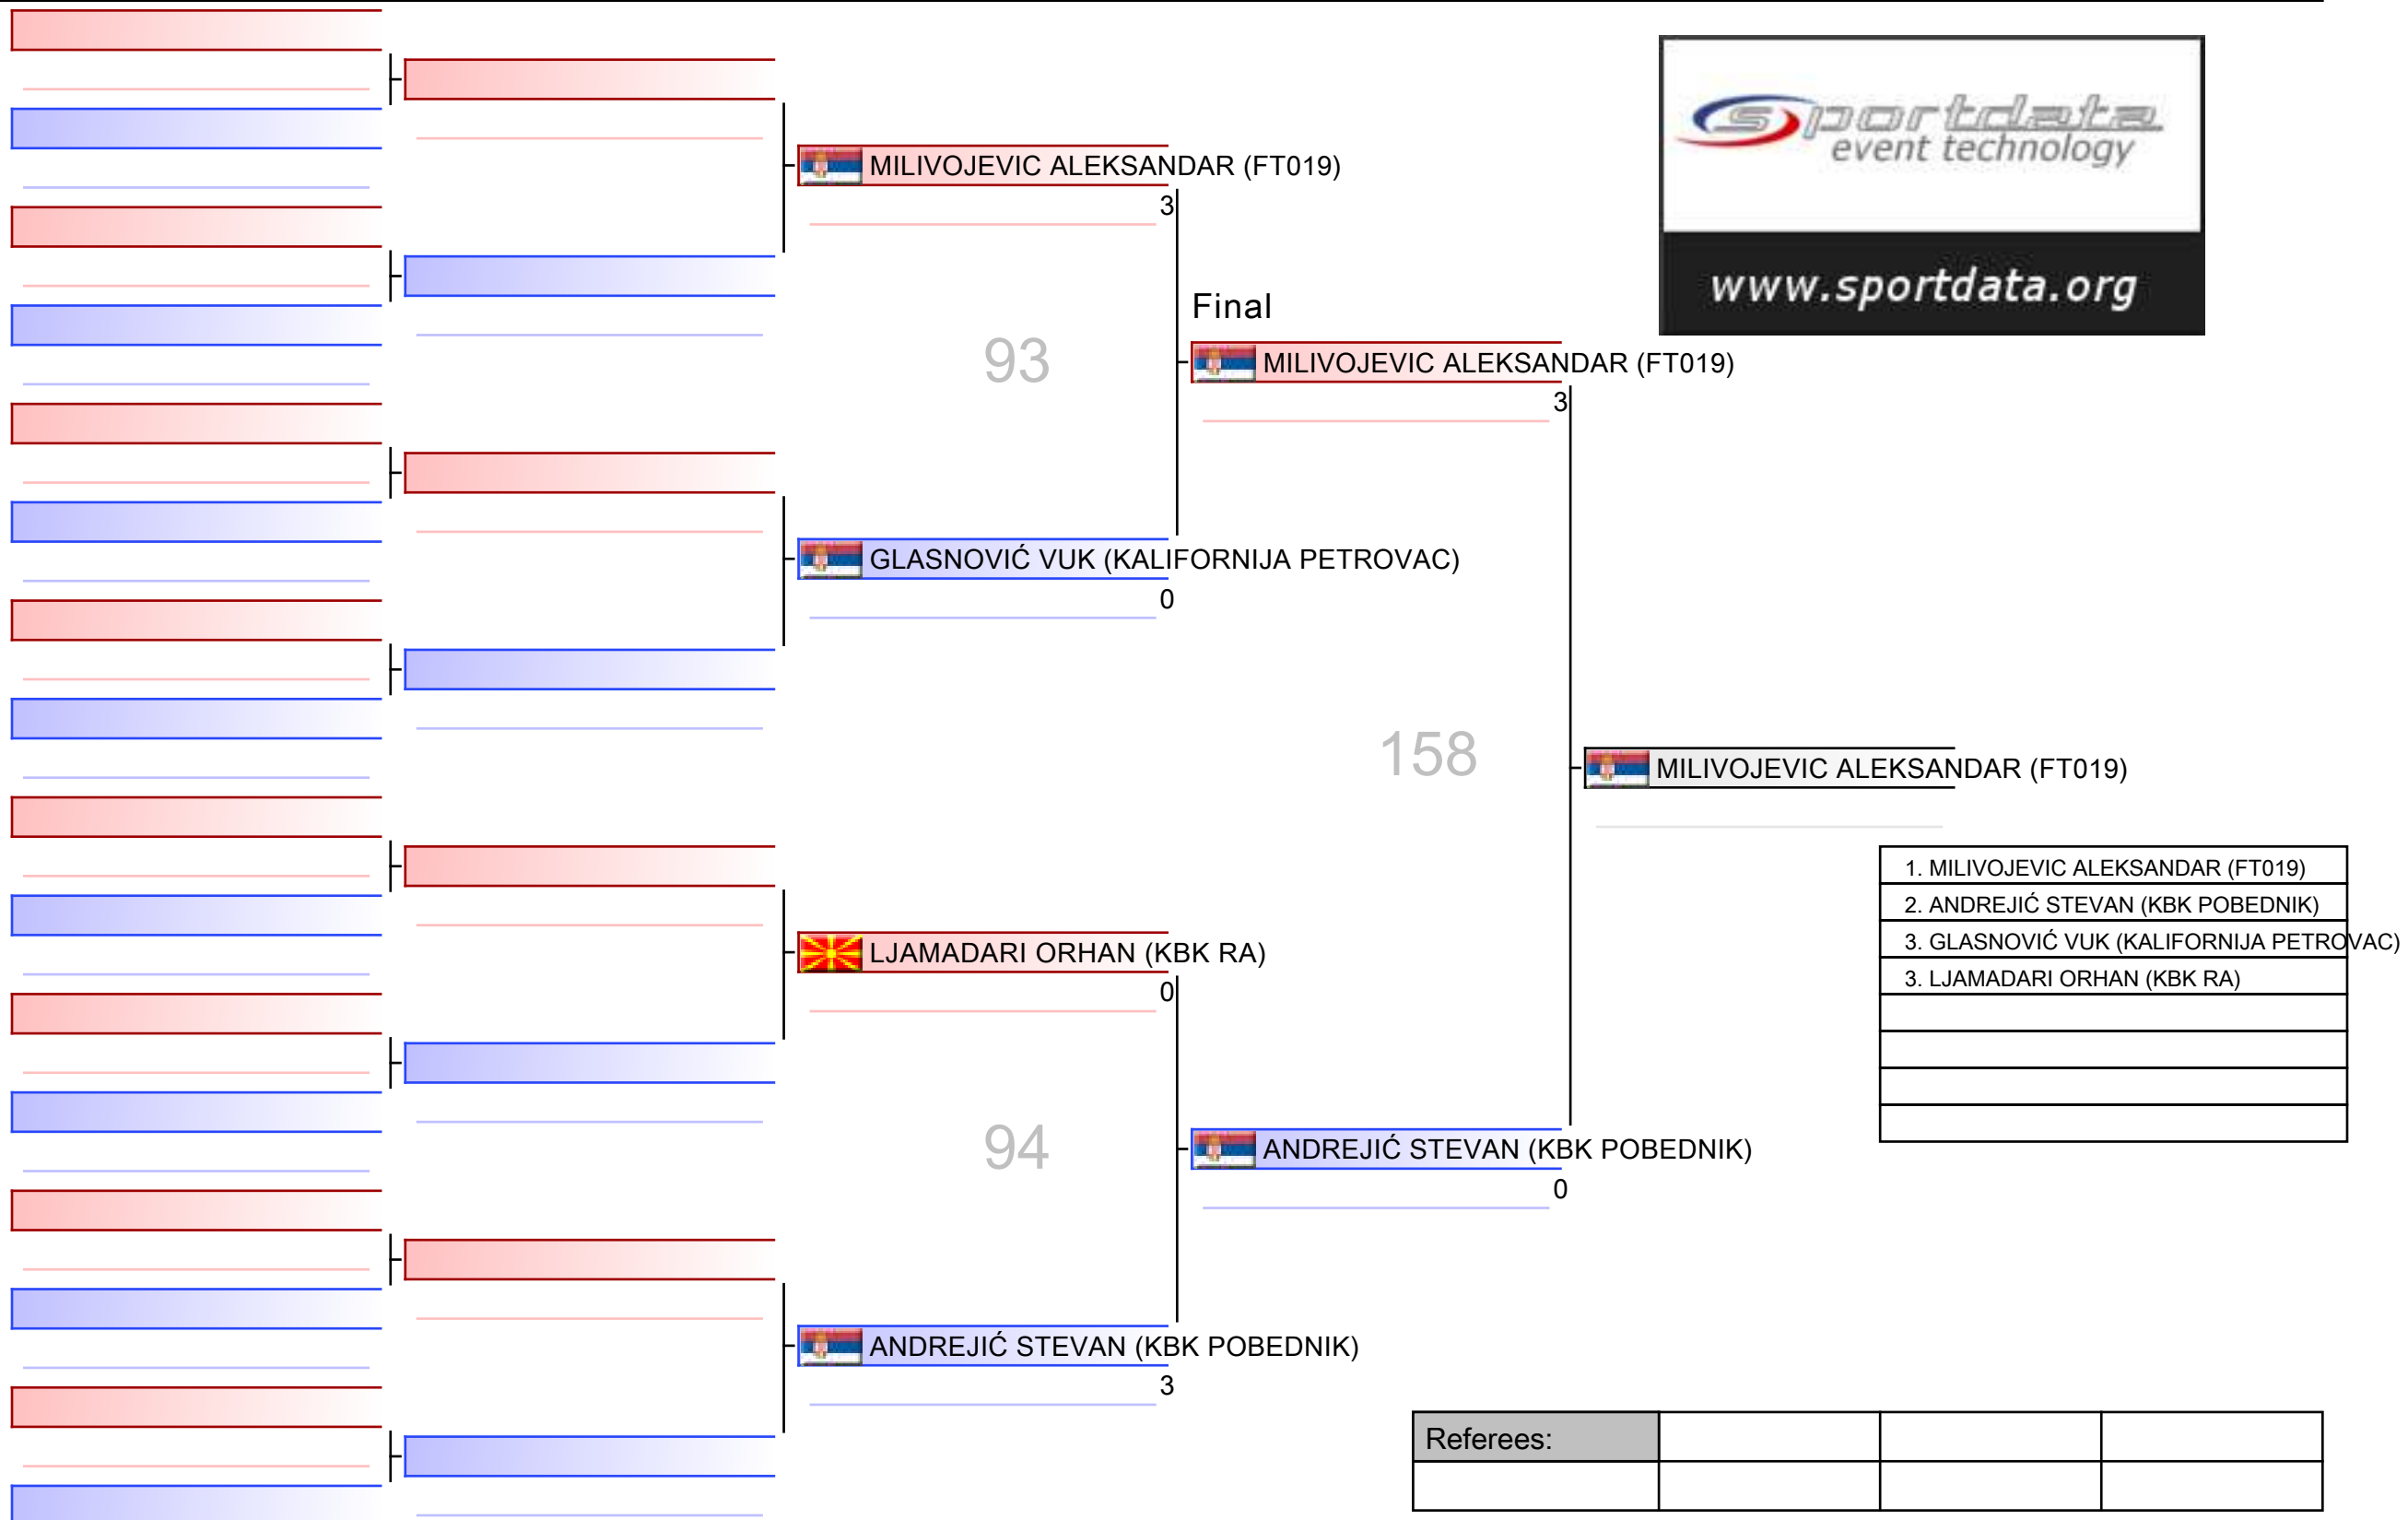 sportdata
event technology
www.sportdata.org
MILIVOJEVIC ALEKSANDAR (FT019)
3
93
Final
MILIVOJEVIC ALEKSANDAR (FT019)
3
GLASNOVIĆ VUK (KALIFORNIJA PETROVAC)
0
158
MILIVOJEVIC ALEKSANDAR (FT019)
1. MILIVOJEVIC ALEKSANDAR (FT019)
2. ANDREJIĆ STEVAN (KBK POBEDNIK)
3. GLASNOVIĆ VUK (KALIFORNIJA PETROVAC)
3. LJAMADARI ORHAN (KBK RA)
LJAMADARI ORHAN (KBK RA)
0
94
ANDREJIĆ STEVAN (KBK POBEDNIK)
0
ANDREJIĆ STEVAN (KBK POBEDNIK)
3
Referees: